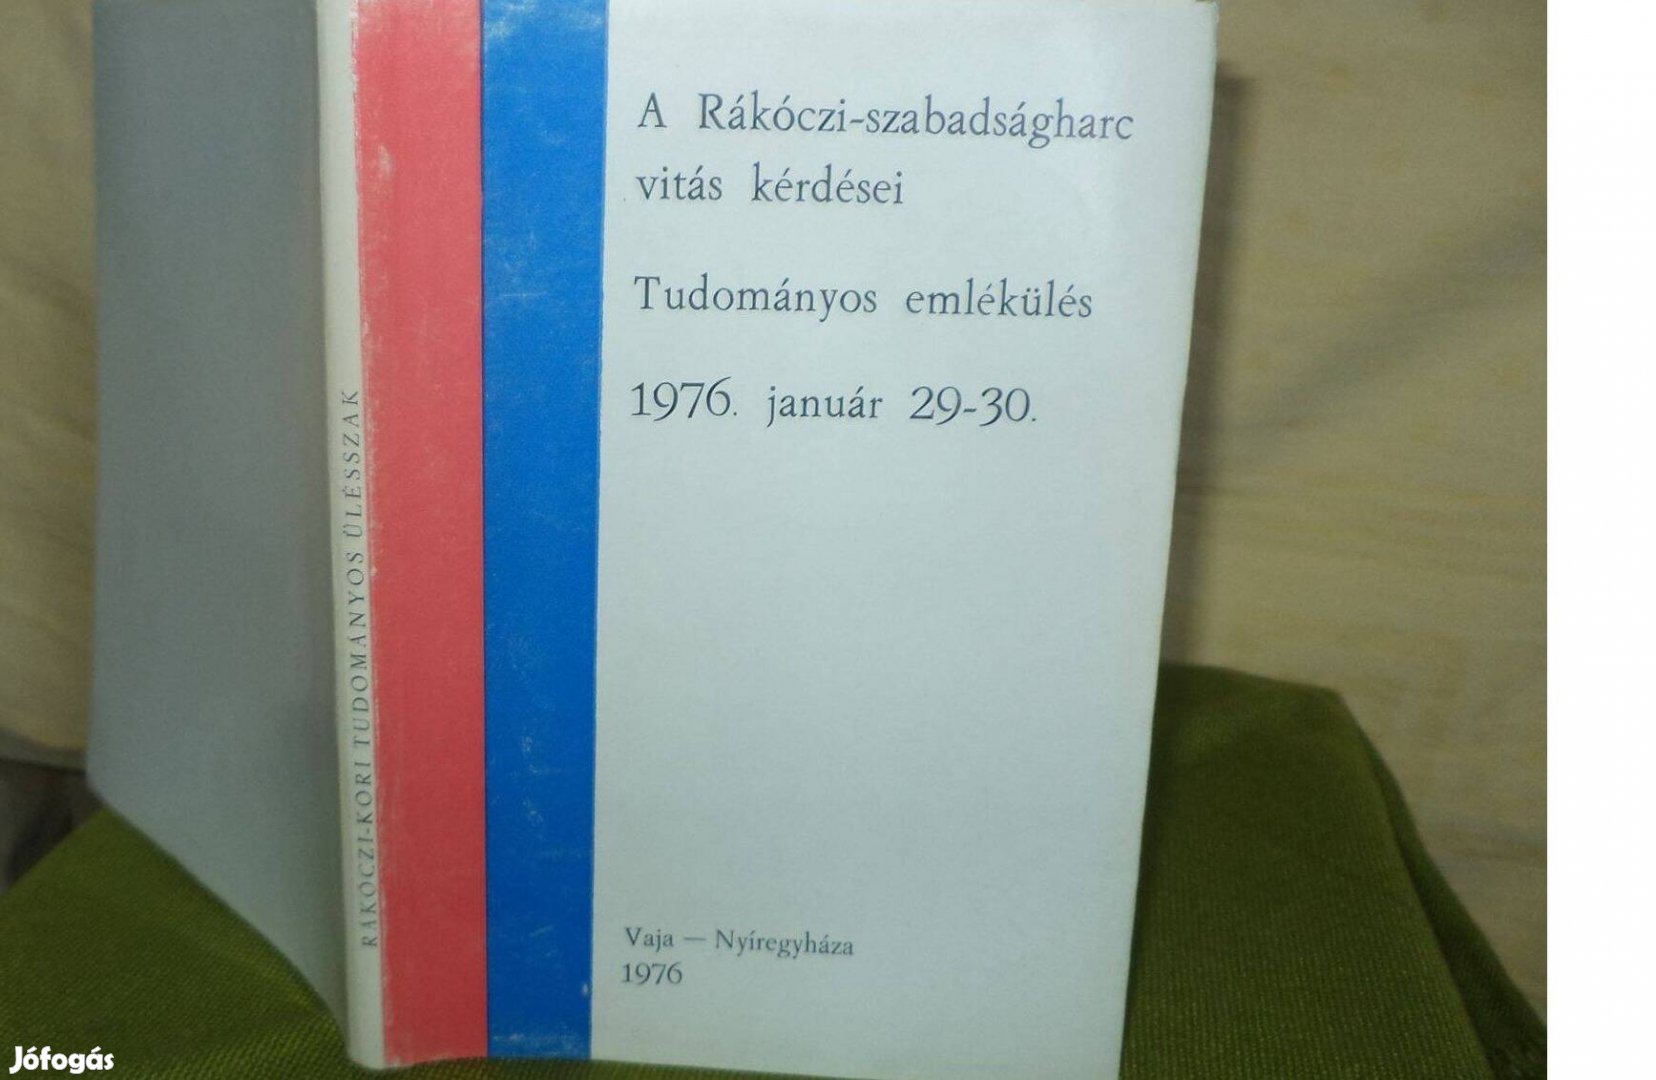 A Rákóczi-szabadságharc
vitás kérdései
Tudományos emlékülés
1976. január 29-30.
Vaja — Nyíregyháza
1976
RÁKÓCZI-KORI TUDOMÁNYOS ÜLÉSSZAK
Jófogás